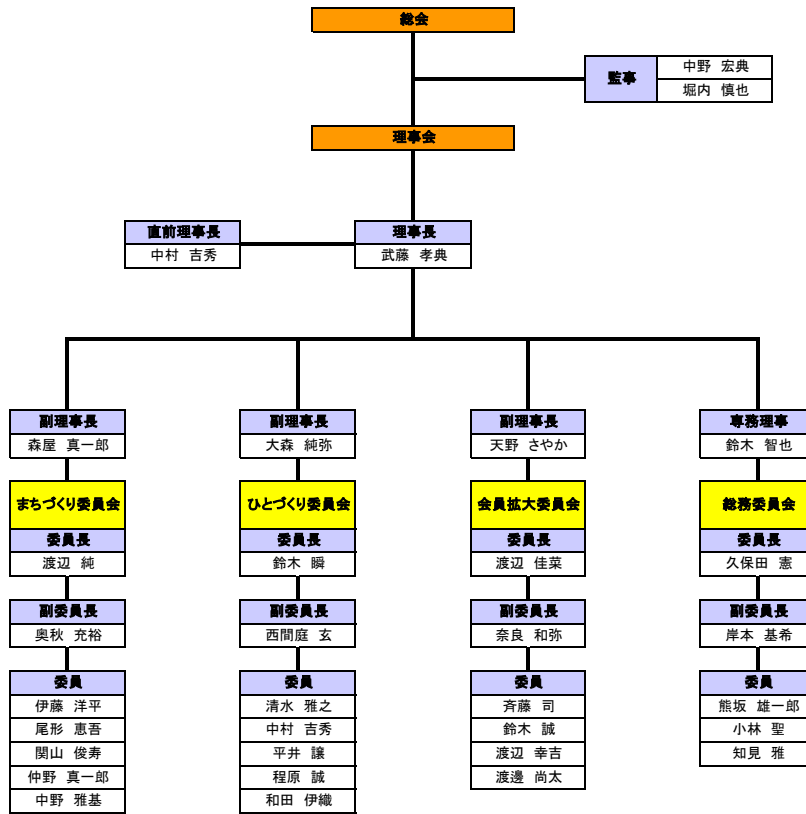 総会
監事
中野 宏典
堀内 慎也
理事会
直前理事長
中村 吉秀
理事長
武藤 孝典
副理事長
森屋 真一郎
まちづくり委員会
委員長
渡辺 純
副委員長
奥秋 充裕
委員
伊藤 洋平
尾形 恵吾
関山 俊寿
仲野 真一郎
中野 雅基
副理事長
大森 純弥
ひとづくり委員会
委員長
鈴木 瞬
副委員長
西間庭 玄
委員
清水 雅之
中村 吉秀
平井 譲
程原 誠
和田 伊織
副理事長
天野 さやか
会員拡大委員会
委員長
渡辺 佳菜
副委員長
奈良 和弥
委員
斉藤 司
鈴木 誠
渡辺 幸吉
渡邊 尚太
専務理事
鈴木 智也
総務委員会
委員長
久保田 憲
副委員長
岸本 基希
委員
熊坂 雄一郎
小林 聖
知見 雅